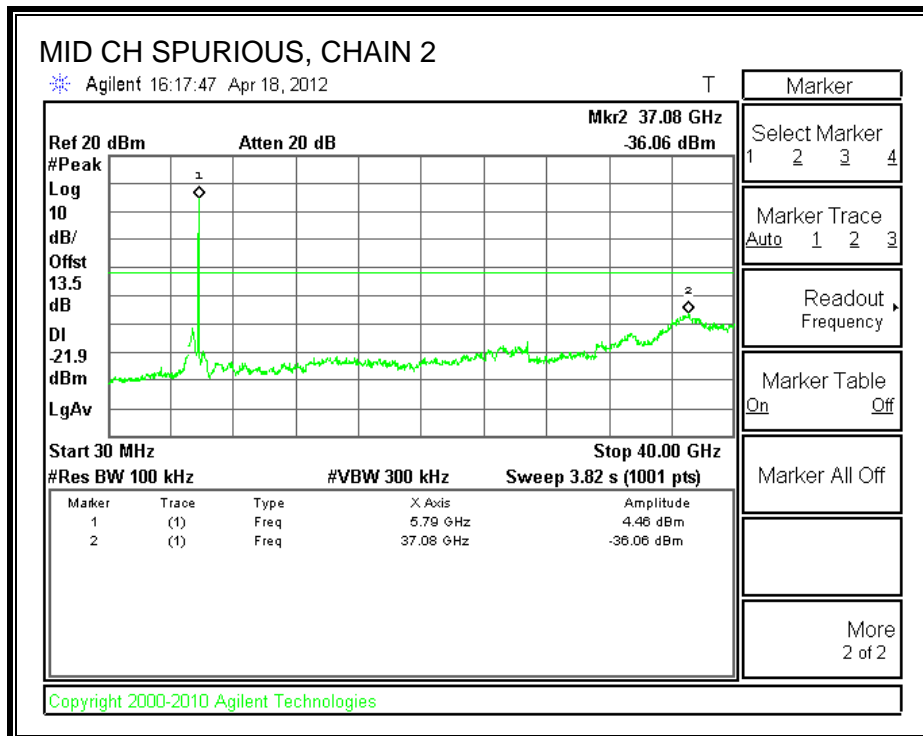 MID CH SPURIOUS, CHAIN 2
Agilent 16:17:47 Apr 18, 2012 T
Mkr2 37.08 GHz
Ref 20 dBm Atten 20 dB -36.06 dBm
#Peak
Log
10
dB/
Offst
13.5
dB
DI
-21.9
dBm
LgAv
1
2
Start 30 MHz Stop 40.00 GHz
#Res BW 100 kHz #VBW 300 kHz Sweep 3.82 s (1001 pts)
Marker Trace Type X Axis Amplitude
1 (1) Freq 5.79 GHz 4.46 dBm
2 (1) Freq 37.08 GHz -36.06 dBm
Copyright 2000-2010 Agilent Technologies
Marker
Select Marker
1 2 3 4
Marker Trace
Auto 1 2 3
Readout
Frequency
Marker Table
On Off
Marker All Off
More
2 of 2